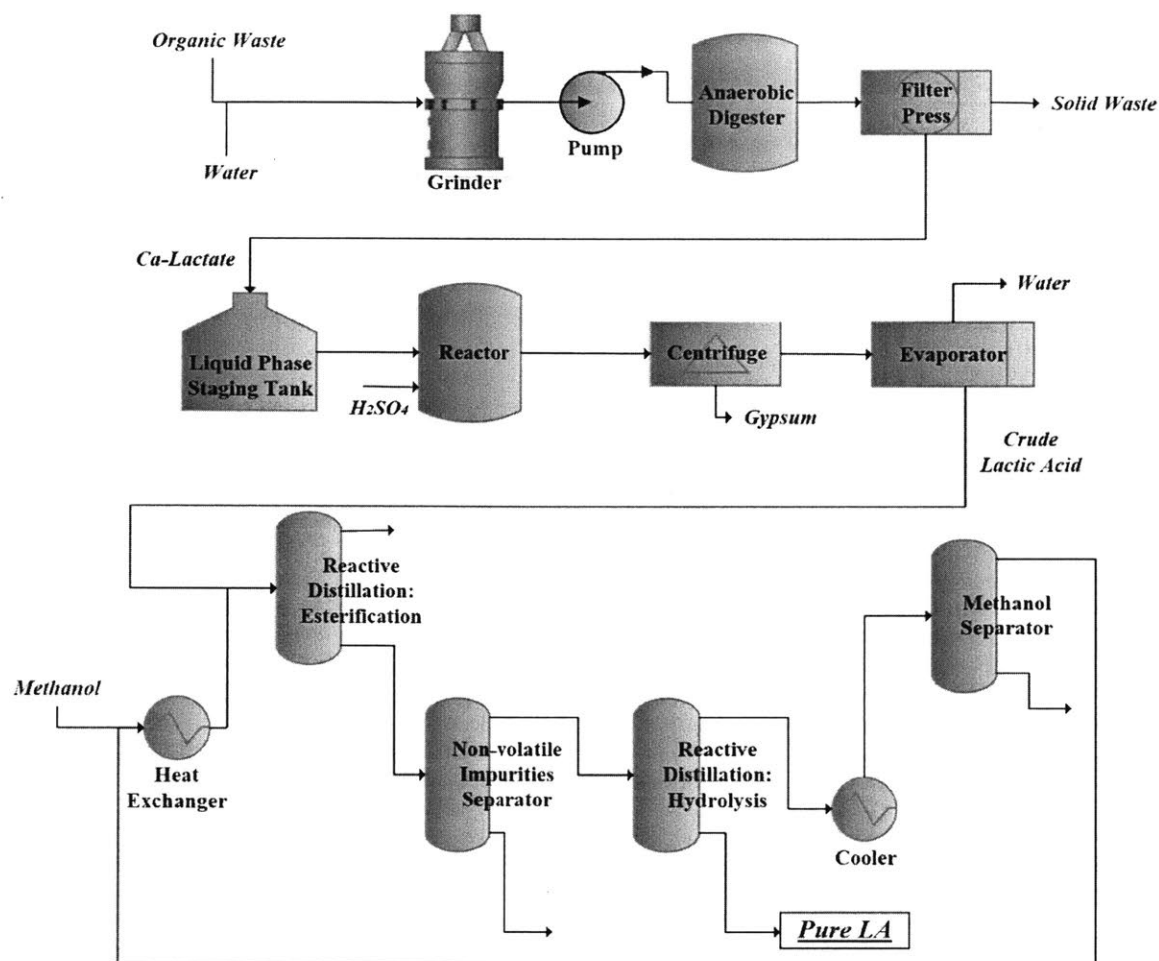 Organic Waste
Water
Grinder
Pump
Anaerobic
Digester
Filter
Press
Solid Waste
Ca-Lactate
Liquid Phase
Staging Tank
H₂SO₄
Reactor
Centrifuge
Gypsum
Evaporator
Water
Crude
Lactic Acid
Reactive
Distillation:
Esterification
Methanol
Separator
Methanol
Heat
Exchanger
Non-volatile
Impurities
Separator
Reactive
Distillation:
Hydrolysis
Cooler
Pure LA